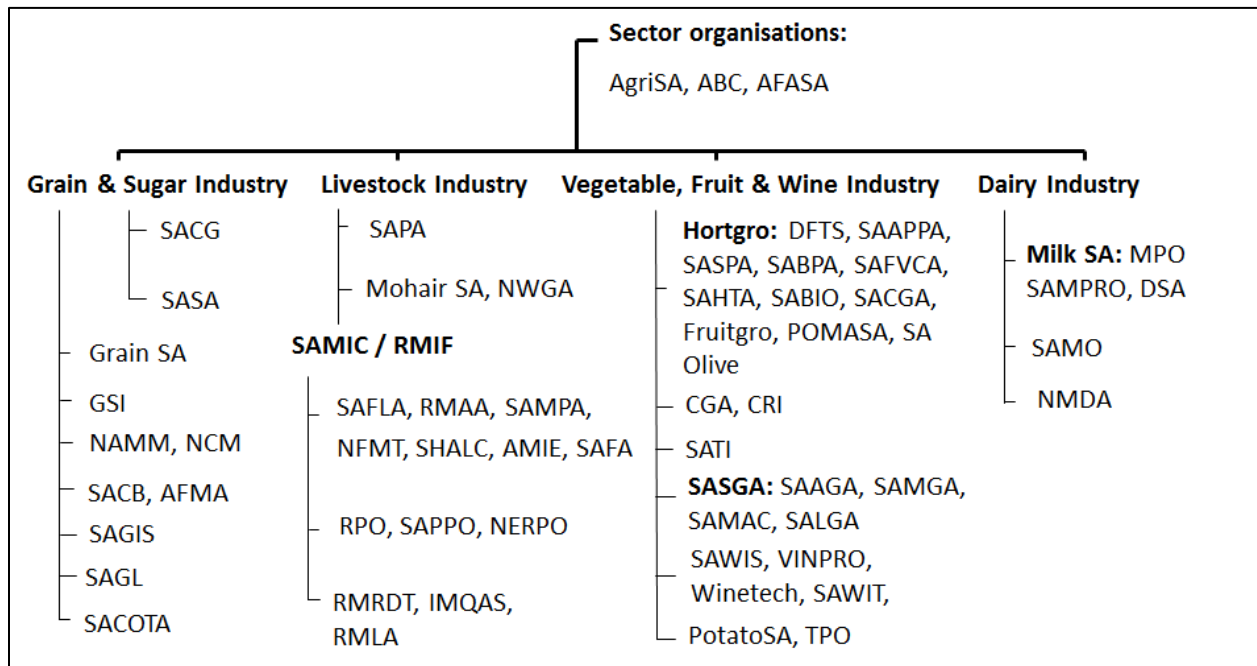 Sector organisations:
AgriSA, ABC, AFASA
Grain & Sugar Industry
SACG
SASA
Grain SA
GSI
NAMM, NCM
SACB, AFMA
SAGIS
SAGL
SACOTA
Livestock Industry
SAPA
Mohair SA, NWGA
SAMIC / RMIF
SAFLA, RMAA, SAMPA,
NFMT, SHALC, AMIE, SAFA
RPO, SAPPO, NERPO
RMRDT, IMQAS,
RMLA
Vegetable, Fruit & Wine Industry
Hortgro: DFTS, SAAPPA,
SASPA, SABPA, SAFVCA,
SAHTA, SABIO, SACGA,
Fruitgro, POMASA, SA
Olive
CGA, CRI
SATI
SASGA: SAAGA, SAMGA,
SAMAC, SALGA
SAWIS, VINPRO,
Winetech, SAWIT,
PotatoSA, TPO
Dairy Industry
Milk SA: MPO
SAMPRO, DSA
SAMO
NMDA